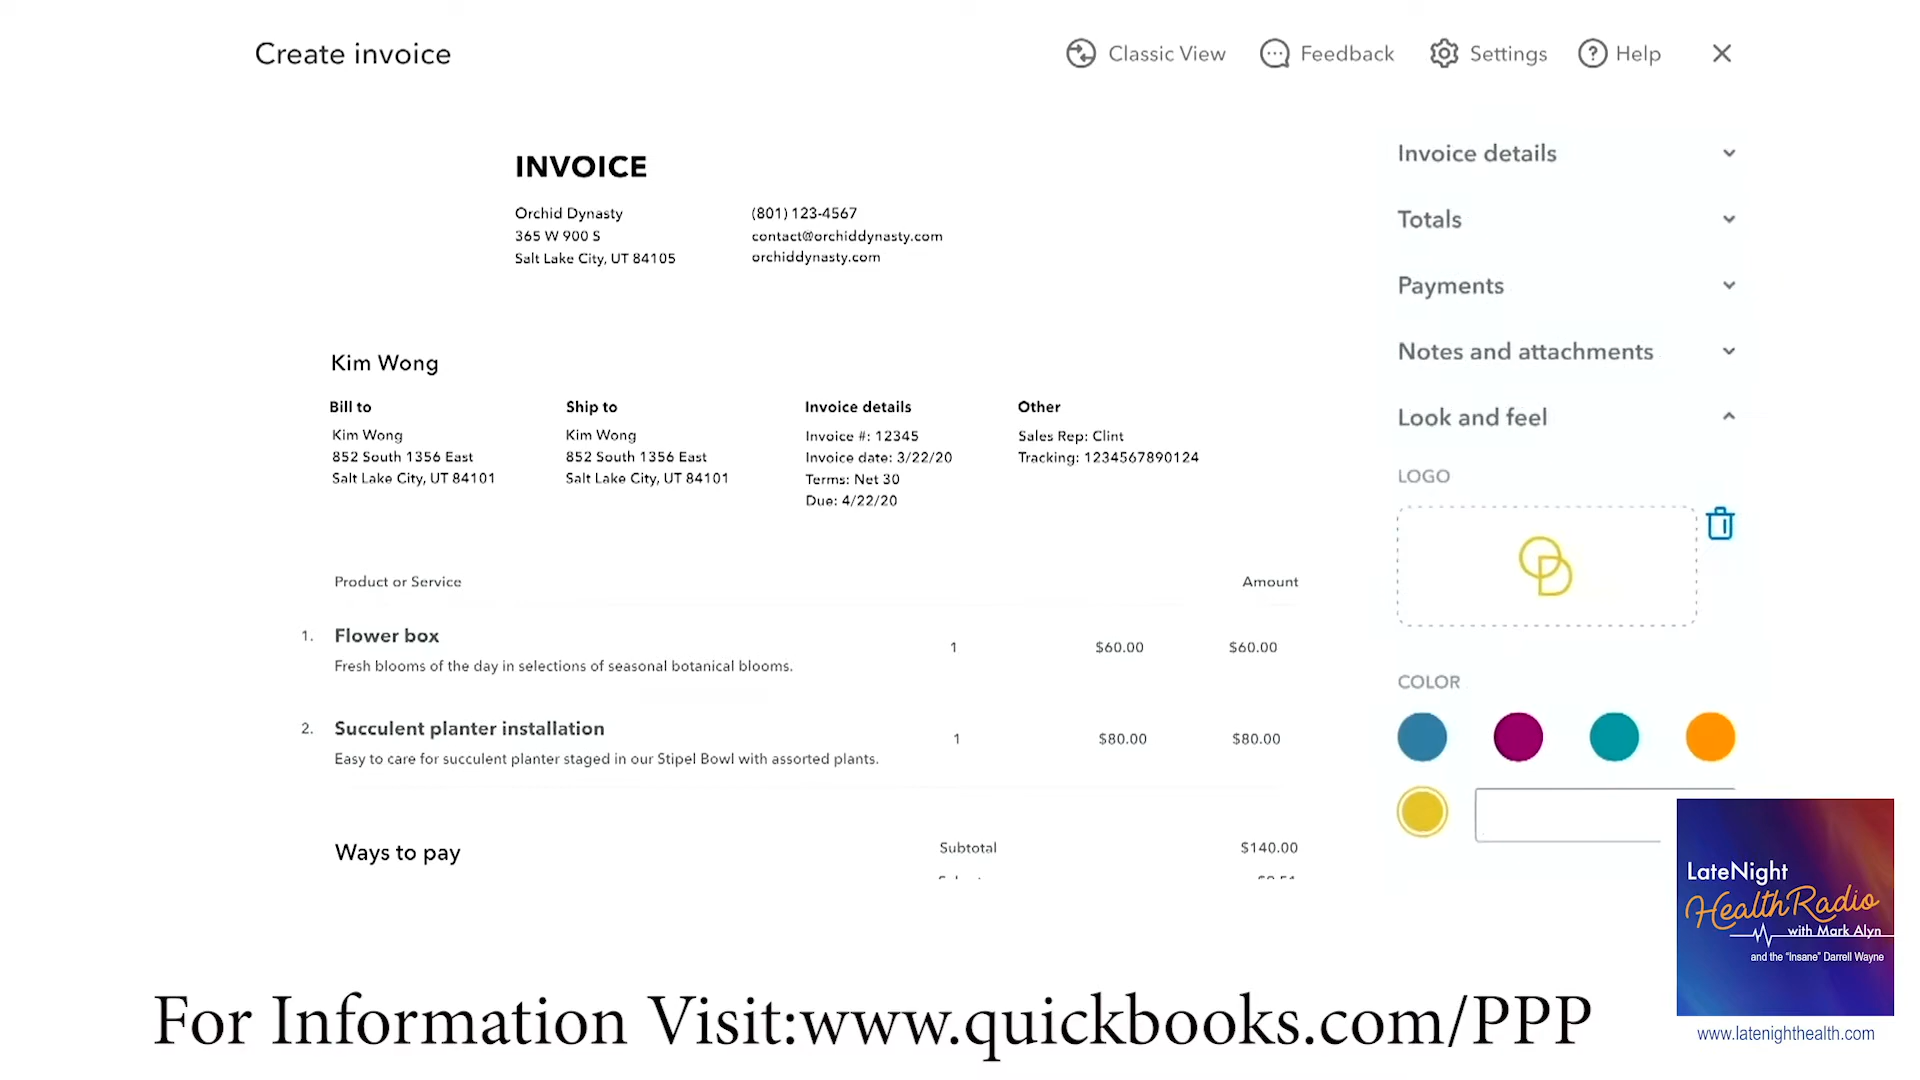 Create invoice
Classic View
Feedback
Settings
Help
INVOICE
Orchid Dynasty
365 W 900 S
Salt Lake City, UT 84105
(801) 123-4567
contact@orchiddynasty.com
orchiddynasty.com
Kim Wong
Bill to
Kim Wong
852 South 1356 East
Salt Lake City, UT 84101
Ship to
Kim Wong
852 South 1356 East
Salt Lake City, UT 84101
Invoice details
Invoice #: 12345
Invoice date: 3/22/20
Terms: Net 30
Due: 4/22/20
Other
Sales Rep: Clint
Tracking: 1234567890124
Product or Service
Amount
1. Flower box
Fresh blooms of the day in selections of seasonal botanical blooms.
1 $60.00 $60.00
2. Succulent planter installation
Easy to care for succulent planter staged in our Stipel Bowl with assorted plants.
1 $80.00 $80.00
Ways to pay
Subtotal $140.00
Invoice details
Totals
Payments
Notes and attachments
Look and feel
LOGO
COLOR
LateNight
HealthRadio
with Mark Alyn
and the "Insane" Darrell Wayne
www.latenighthealth.com
For Information Visit:www.quickbooks.com/PPP